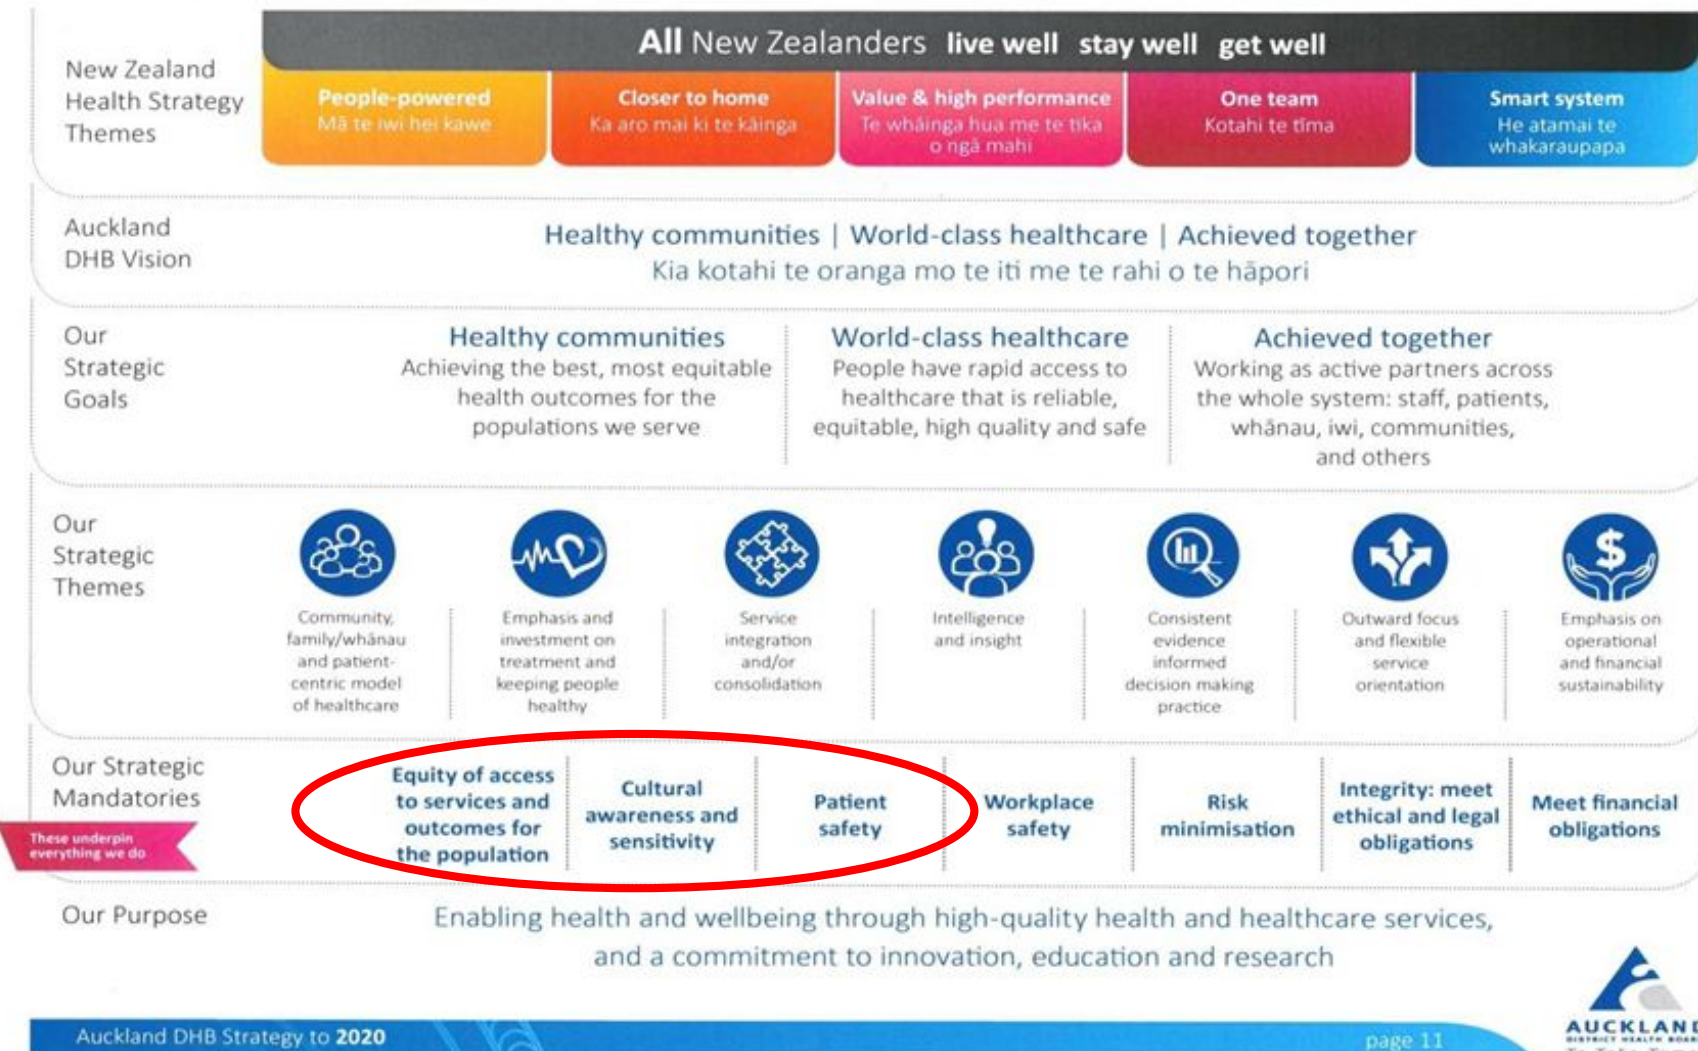 All New Zealanders live well stay well get well
New Zealand
Health Strategy
Themes
People-powered
Mā te iwi hei kawe
Closer to home
Ka aro mai ki te kāinga
Value & high performance
Te whāinga hua me te tika
o ngā mahi
One team
Kotahi te tīma
Smart system
He atamai te
whakaraupapa
Auckland
DHB Vision
Healthy communities | World-class healthcare | Achieved together
Kia kotahi te oranga mo te iti me te rahi o te hāpori
Our
Strategic
Goals
Healthy communities
Achieving the best, most equitable
health outcomes for the
populations we serve
World-class healthcare
People have rapid access to
healthcare that is reliable,
equitable, high quality and safe
Achieved together
Working as active partners across
the whole system: staff, patients,
whānau, iwi, communities,
and others
Our
Strategic
Themes
Community,
family/whānau
and patient-
centric model
of healthcare
Emphasis and
investment on
treatment and
keeping people
healthy
Service
integration
and/or
consolidation
Intelligence
and insight
Consistent
evidence
informed
decision making
practice
Outward focus
and flexible
service
orientation
$
Emphasis on
operational
and financial
sustainability
Our Strategic
Mandatories
These underpin
everything we do
Equity of access
to services and
outcomes for
the population
Cultural
awareness and
sensitivity
Patient
safety
Workplace
safety
Risk
minimisation
Integrity: meet
ethical and legal
obligations
Meet financial
obligations
Our Purpose
Enabling health and wellbeing through high-quality health and healthcare services,
and a commitment to innovation, education and research
Auckland DHB Strategy to 2020
page 11
AUCKLAND
DISTRICT HEALTH BOARD